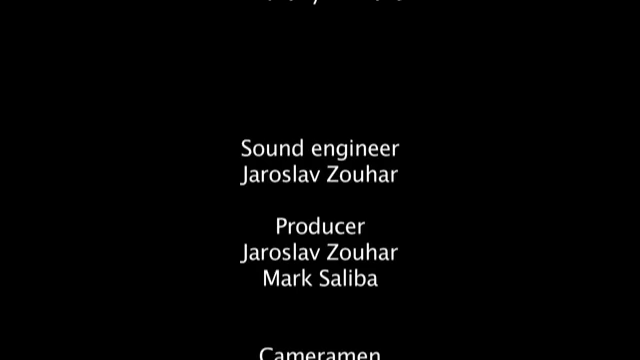 Sound engineer
Jaroslav Zouhar
Producer
Jaroslav Zouhar
Mark Saliba
Cameramen